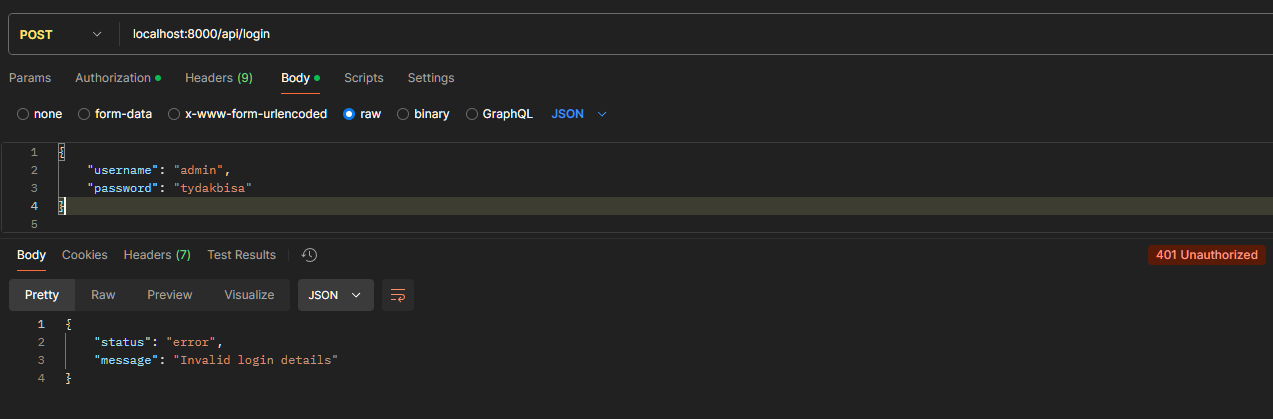 POST localhost:8000/api/login
Params Authorization Headers (9) Body Scripts Settings
none form-data x-www-form-urlencoded raw binary GraphQL JSON
1 {
2 "username": "admin",
3 "password": "tydakbisa"
4 }
5
Body Cookies Headers (7) Test Results 401 Unauthorized
Pretty Raw Preview Visualize JSON
1 {
2 "status": "error",
3 "message": "Invalid login details"
4 }